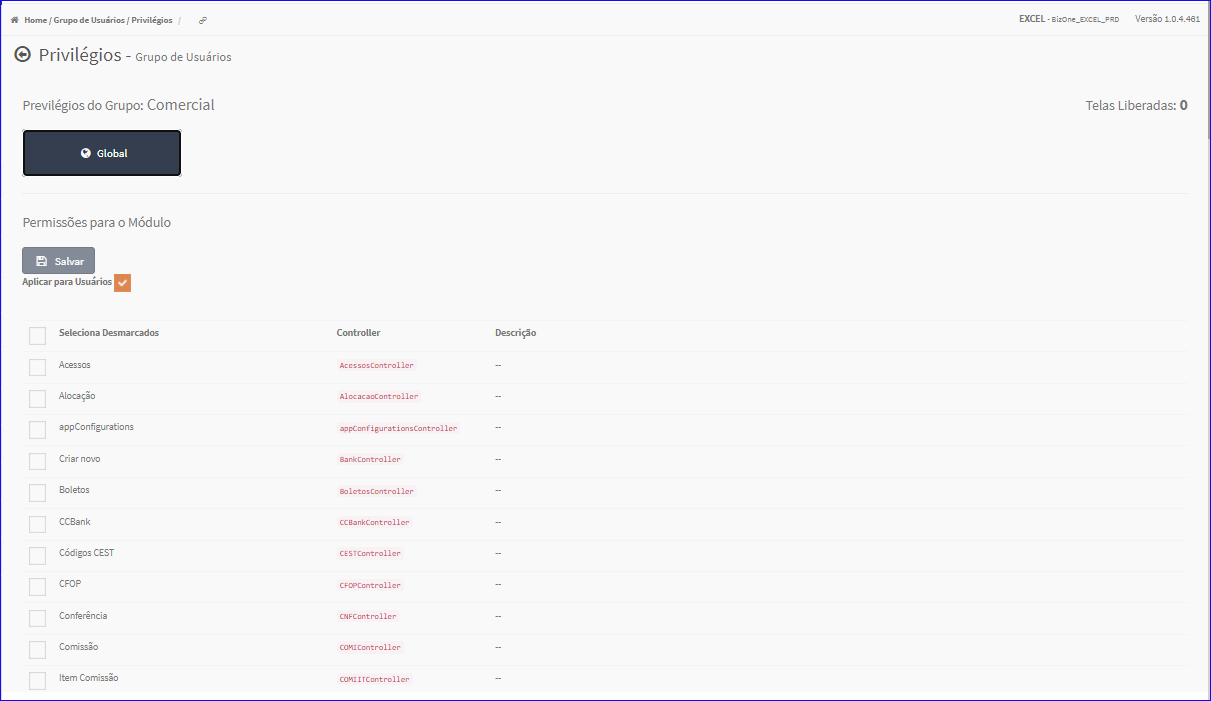 Home / Grupo de Usuários / Privilégios /
EXCEL - BizOne_EXCEL_PRD Versão 1.0.4.461
Privilégios - Grupo de Usuários
Previlégios do Grupo: Comercial
Telas Liberadas: 0
Global
Permissões para o Módulo
Salvar
Aplicar para Usuários
Seleciona Desmarcados Controller Descrição
Acessos AcessosController --
Alocação AlocacaoController --
appConfigurations appConfigurationsController --
Criar novo BankController --
Boletos BoletosController --
CCBank CCBankController --
Códigos CEST CESTController --
CFOP CFOPController --
Conferência CNFController --
Comissão COMIController --
Item Comissão COMIITController --